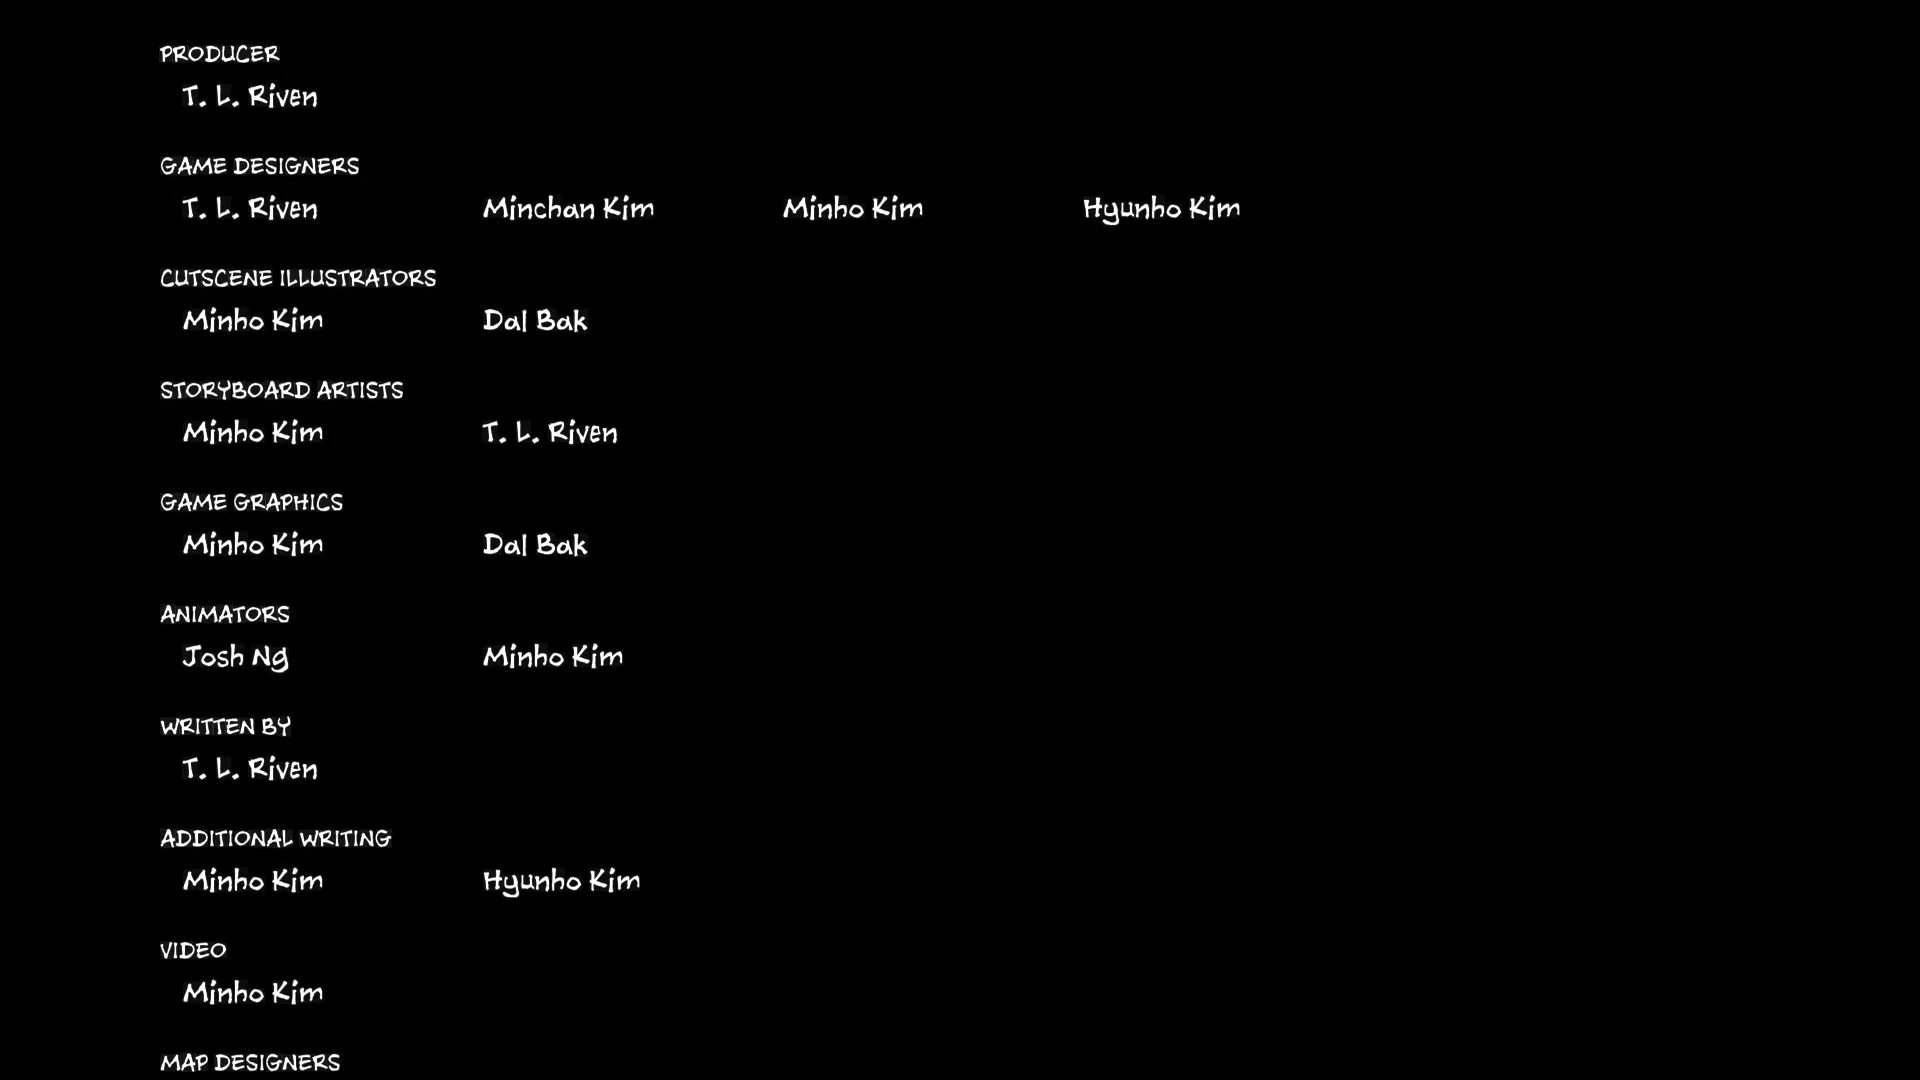 PRODUCER
T. L. Riven
GAME DESIGNERS
T. L. Riven Minchan Kim Minho Kim Hyunho Kim
CUTSCENE ILLUSTRATORS
Minho Kim Dal Bak
STORYBOARD ARTISTS
Minho Kim T. L. Riven
GAME GRAPHICS
Minho Kim Dal Bak
ANIMATORS
Josh Ng Minho Kim
WRITTEN BY
T. L. Riven
ADDITIONAL WRITING
Minho Kim Hyunho Kim
VIDEO
Minho Kim
MAP DESIGNERS